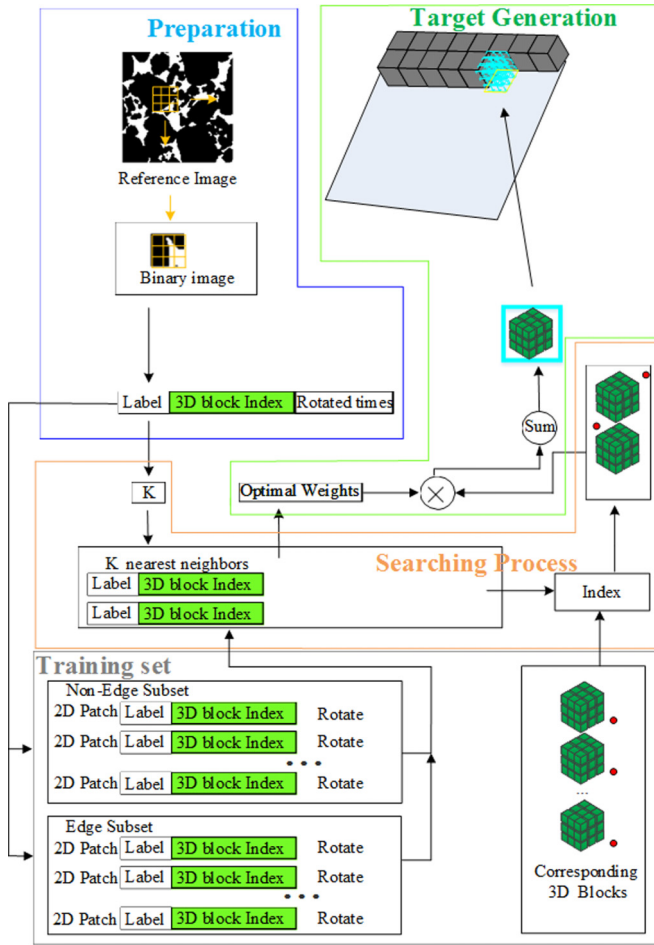 Preparation
Target Generation
Reference Image
Binary image
Label 3D block Index Rotated times
K
Sum
Optimal Weights
K nearest neighbors
Searching Process
Label 3D block Index
Label 3D block Index
Index
Training set
Non-Edge Subset
2D Patch Label 3D block Index Rotate
2D Patch Label 3D block Index Rotate
• • •
2D Patch Label 3D block Index Rotate
Edge Subset
2D Patch Label 3D block Index Rotate
2D Patch Label 3D block Index Rotate
• • •
2D Patch Label 3D block Index Rotate
...
Corresponding
3D Blocks